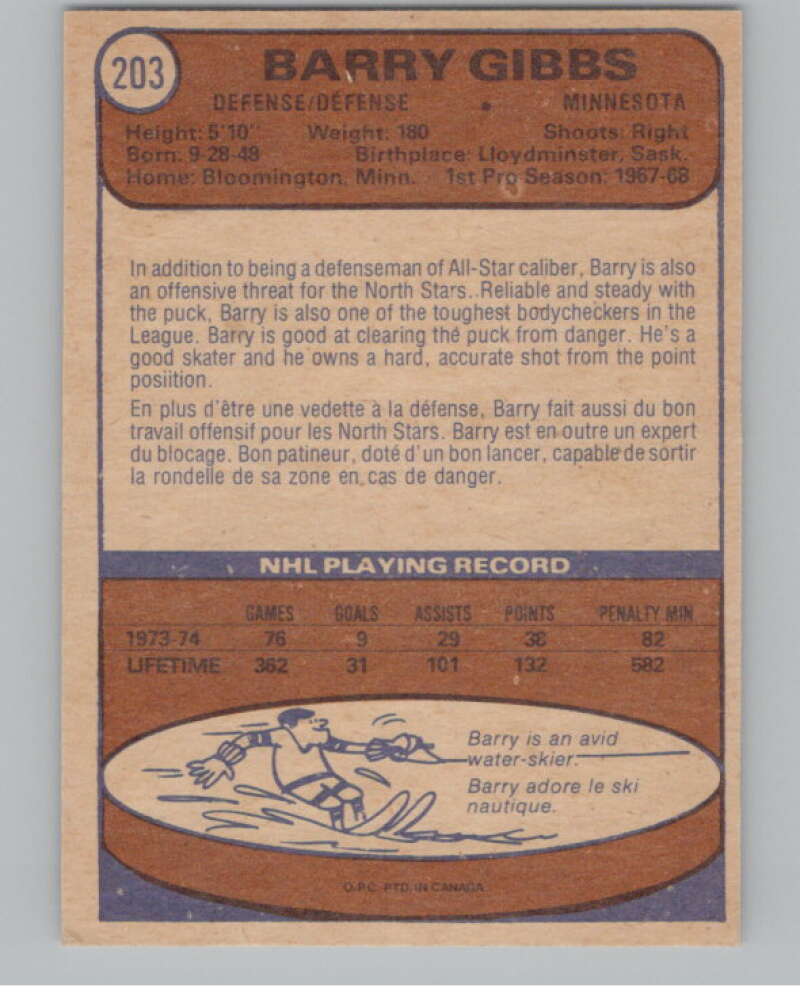 203
BARRY GIBBS
DEFENSE/DÉFENSE • MINNESOTA
Height: 5'10" Weight: 180 Shoots: Right
Born: 9-28-48 Birthplace: Lloydminster, Sask.
Home: Bloomington, Minn. 1st Pro Season: 1967-68
In addition to being a defenseman of All-Star caliber, Barry is also
an offensive threat for the North Stars. Reliable and steady with
the puck, Barry is also one of the toughest bodycheckers in the
League. Barry is good at clearing the puck from danger. He's a
good skater and he owns a hard, accurate shot from the point
posiition.
En plus d'être une vedette à la défense, Barry fait aussi du bon
travail offensif pour les North Stars. Barry est en outre un expert
du blocage. Bon patineur, doté d'un bon lancer, capable de sortir
la rondelle de sa zone en cas de danger.
NHL PLAYING RECORD
GAMES GOALS ASSISTS POINTS PENALTY MIN
1973-74 76 9 29 38 82
LIFETIME 362 31 101 132 582
Barry is an avid
water-skier.
Barry adore le ski
nautique.
O.P.C. PTD. IN CANADA